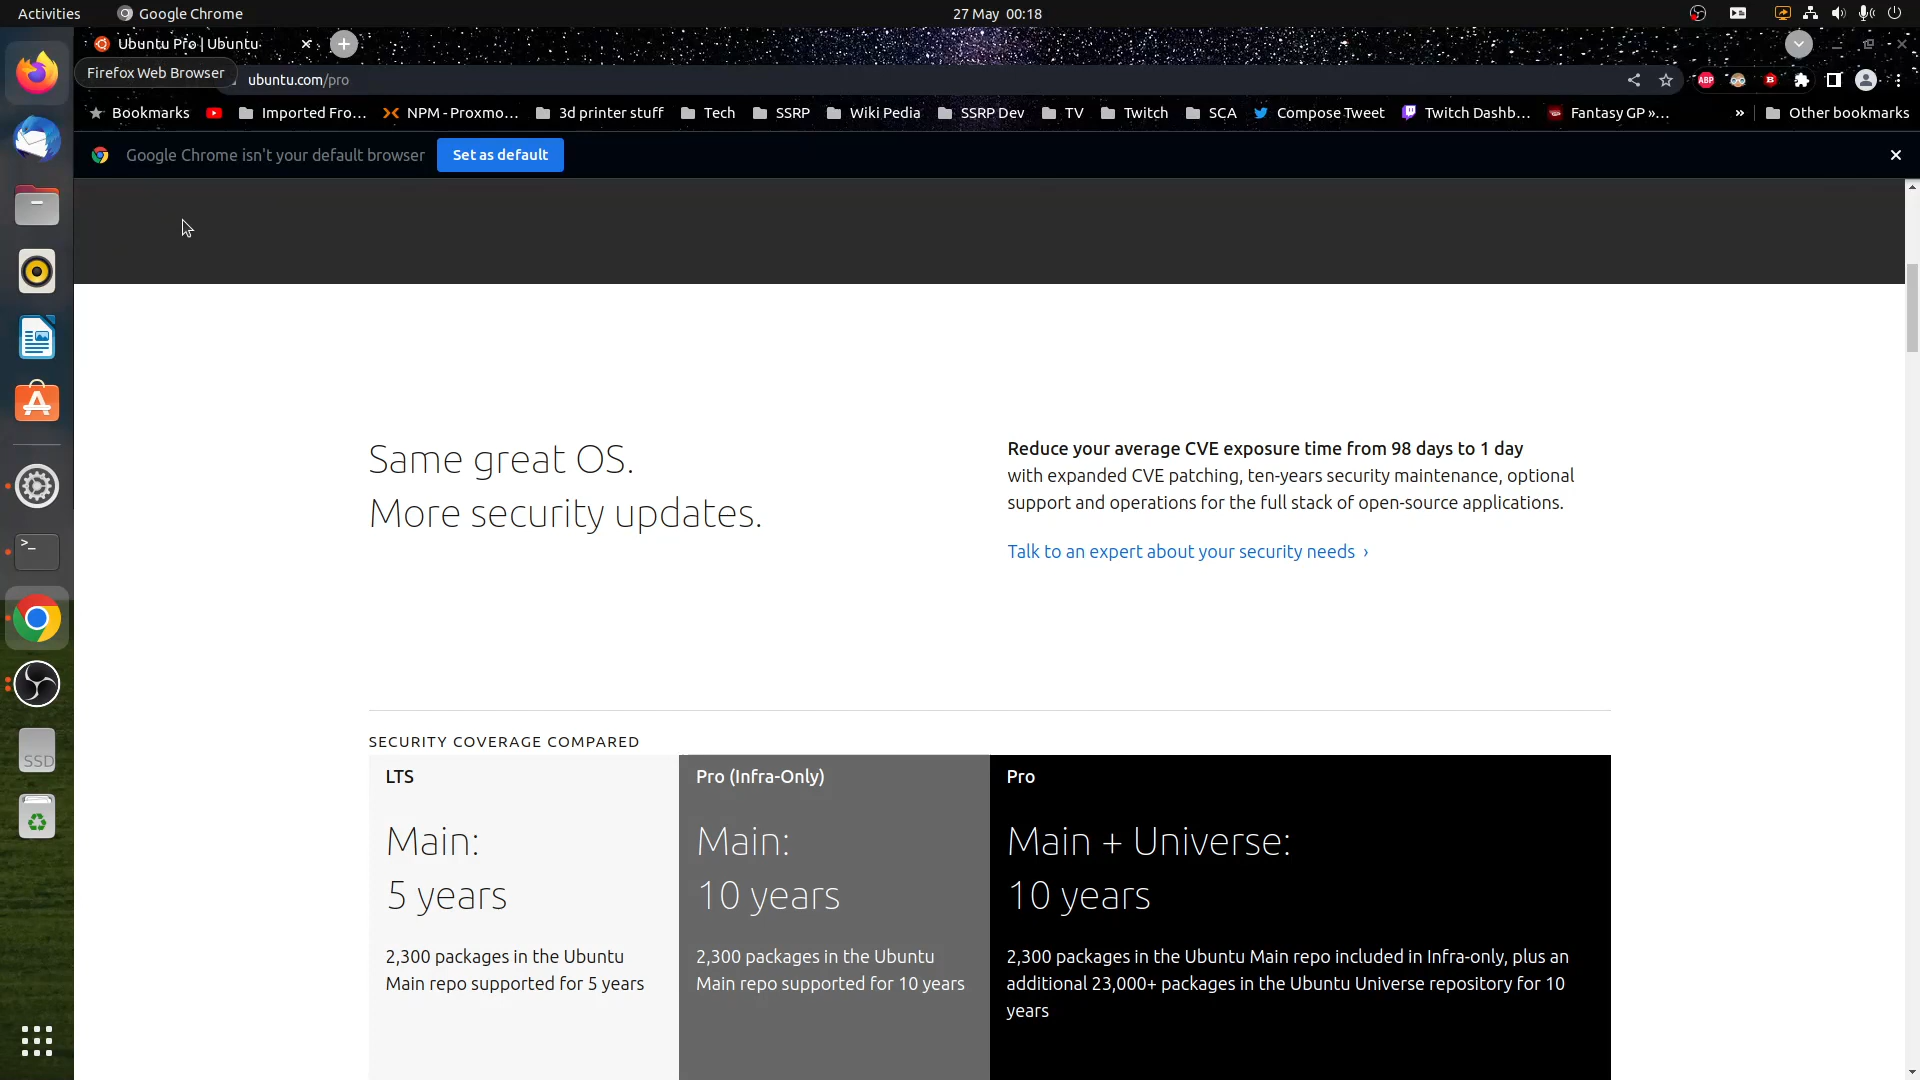 Activities
Google Chrome
27 May 00:18
Ubuntu Pro | Ubuntu
Firefox Web Browser
ubuntu.com/pro
ABP
Bookmarks
Imported Fro...
NPM - Proxmo...
3d printer stuff
Tech
SSRP
Wiki Pedia
SSRP Dev
TV
Twitch
SCA
Compose Tweet
Twitch Dashb...
Fantasy GP »...
»
Other bookmarks
Google Chrome isn't your default browser
Set as default
Same great OS.
More security updates.
Reduce your average CVE exposure time from 98 days to 1 day
with expanded CVE patching, ten-years security maintenance, optional
support and operations for the full stack of open-source applications.
Talk to an expert about your security needs ›
SECURITY COVERAGE COMPARED
LTS
Main:
5 years
2,300 packages in the Ubuntu
Main repo supported for 5 years
Pro (Infra-Only)
Main:
10 years
2,300 packages in the Ubuntu
Main repo supported for 10 years
Pro
Main + Universe:
10 years
2,300 packages in the Ubuntu Main repo included in Infra-only, plus an
additional 23,000+ packages in the Ubuntu Universe repository for 10
years
SSD